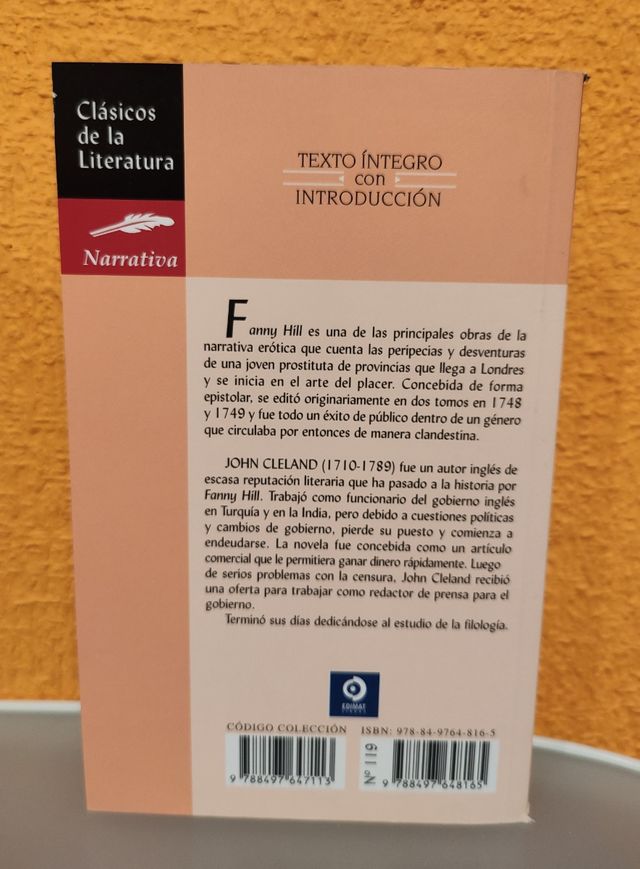 Clásicos
de la
Literatura
Narrativa
TEXTO ÍNTEGRO
con
INTRODUCCIÓN
Fanny Hill es una de las principales obras de la
narrativa erótica que cuenta las peripecias y desventuras
de una joven prostituta de provincias que llega a Londres
y se inicia en el arte del placer. Concebida de forma
epistolar, se editó originariamente en dos tomos en 1748
y 1749 y fue todo un éxito de público dentro de un género
que circulaba por entonces de manera clandestina.
JOHN CLELAND (1710-1789) fue un autor inglés de
escasa reputación literaria que ha pasado a la historia por
Fanny Hill. Trabajó como funcionario del gobierno inglés
en Turquía y en la India, pero debido a cuestiones políticas
y cambios de gobierno, pierde su puesto y comienza a
endeudarse. La novela fue concebida como un artículo
comercial que le permitiera ganar dinero rápidamente. Luego
de serios problemas con la censura, John Cleland recibió
una oferta para trabajar como redactor de prensa para el
gobierno.
Terminó sus días dedicándose al estudio de la filología.
EDIMAT
LIBROS
CÓDIGO COLECCIÓN
9 788497 647113
ISBN: 978-84-9764-816-5
Nº 119
9 788497 648165